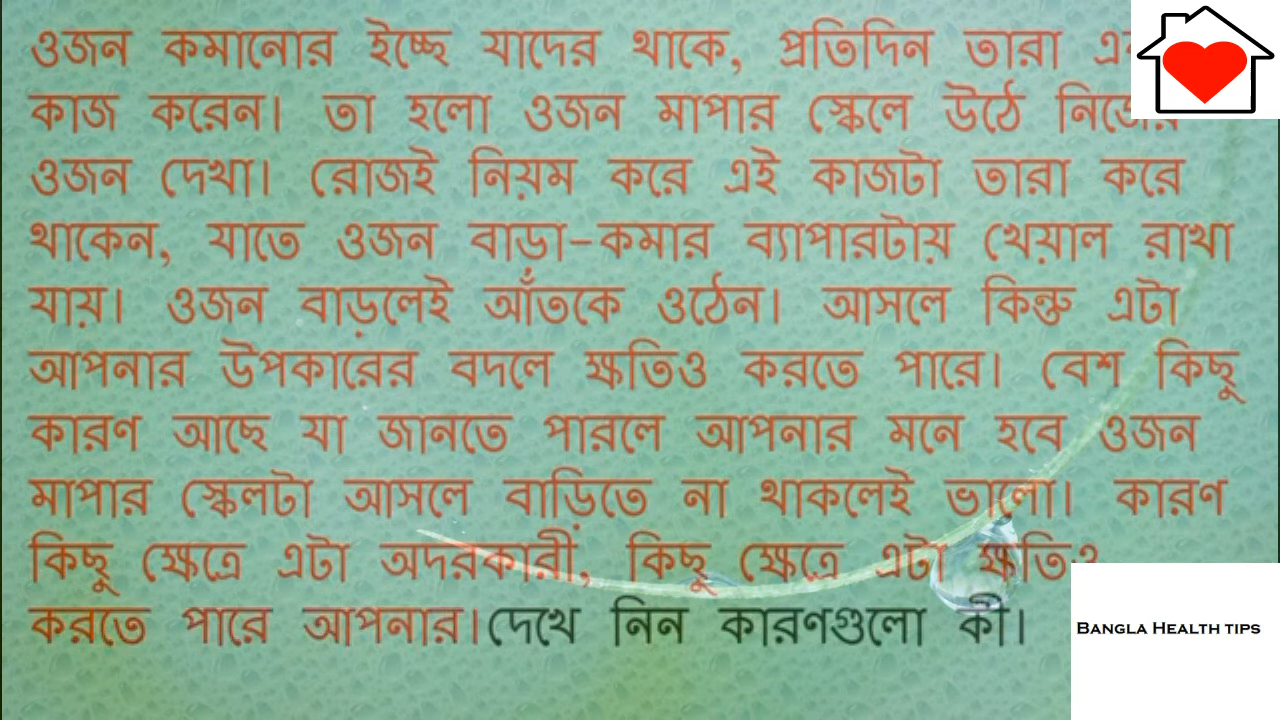 ওজন কমানোর ইচ্ছে যাদের থাকে, প্রতিদিন তারা
কাজ করেন। তা হলো ওজন মাপার স্কেলে উঠে নিজের
ওজন দেখা। রোজই নিয়ম করে এই কাজটা তারা করে
থাকেন, যাতে ওজন বাড়া-কমার ব্যাপারটায় খেয়াল রাখা
যায়। ওজন বাড়লেই আঁতকে ওঠেন। আসলে কিন্তু এটা
আপনার উপকারের বদলে ক্ষতিও করতে পারে। বেশ কিছু
কারণ আছে যা জানতে পারলে আপনার মনে হবে ওজন
মাপার স্কেলটা আসলে বাড়িতে না থাকলেই ভালো। কারণ
কিছু ক্ষেত্রে এটা অদরকারী, কিছু ক্ষেত্রে এটা ক্ষতিও
করতে পারে আপনার।দেখে নিন কারণগুলো কী।
BANGLA HEALTH TIPS